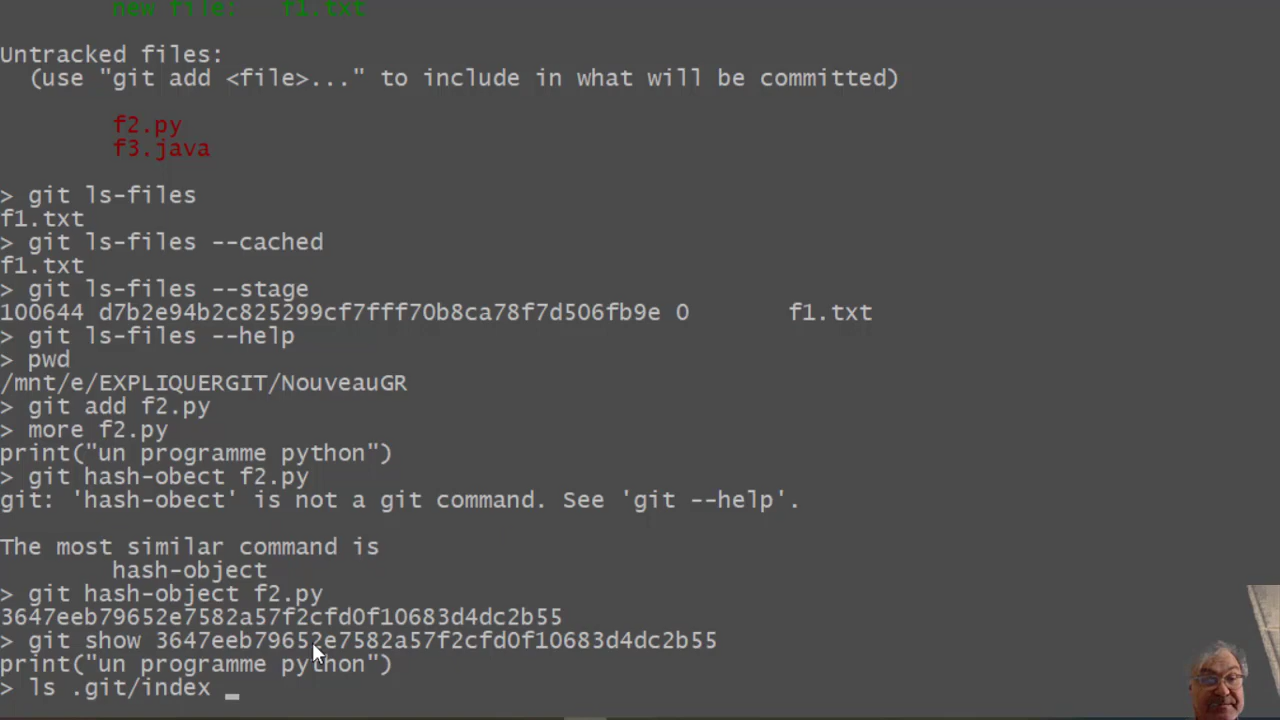 new file:   f1.txt
Untracked files:
(use "git add <file>..." to include in what will be committed)
f2.py
f3.java
> git ls-files
f1.txt
> git ls-files --cached
f1.txt
> git ls-files --stage
100644 d7b2e94b2c825299cf7fff70b8ca78f7d506fb9e 0       f1.txt
> git ls-files --help
> pwd
/mnt/e/EXPLIQUERGIT/NouveauGR
> git add f2.py
> more f2.py
print("un programme python")
> git hash-obect f2.py
git: 'hash-obect' is not a git command. See 'git --help'.
The most similar command is
hash-object
> git hash-object f2.py
3647eeb79652e7582a57f2cfd0f10683d4dc2b55
> git show 3647eeb79652e7582a57f2cfd0f10683d4dc2b55
print("un programme python")
> ls .git/index _